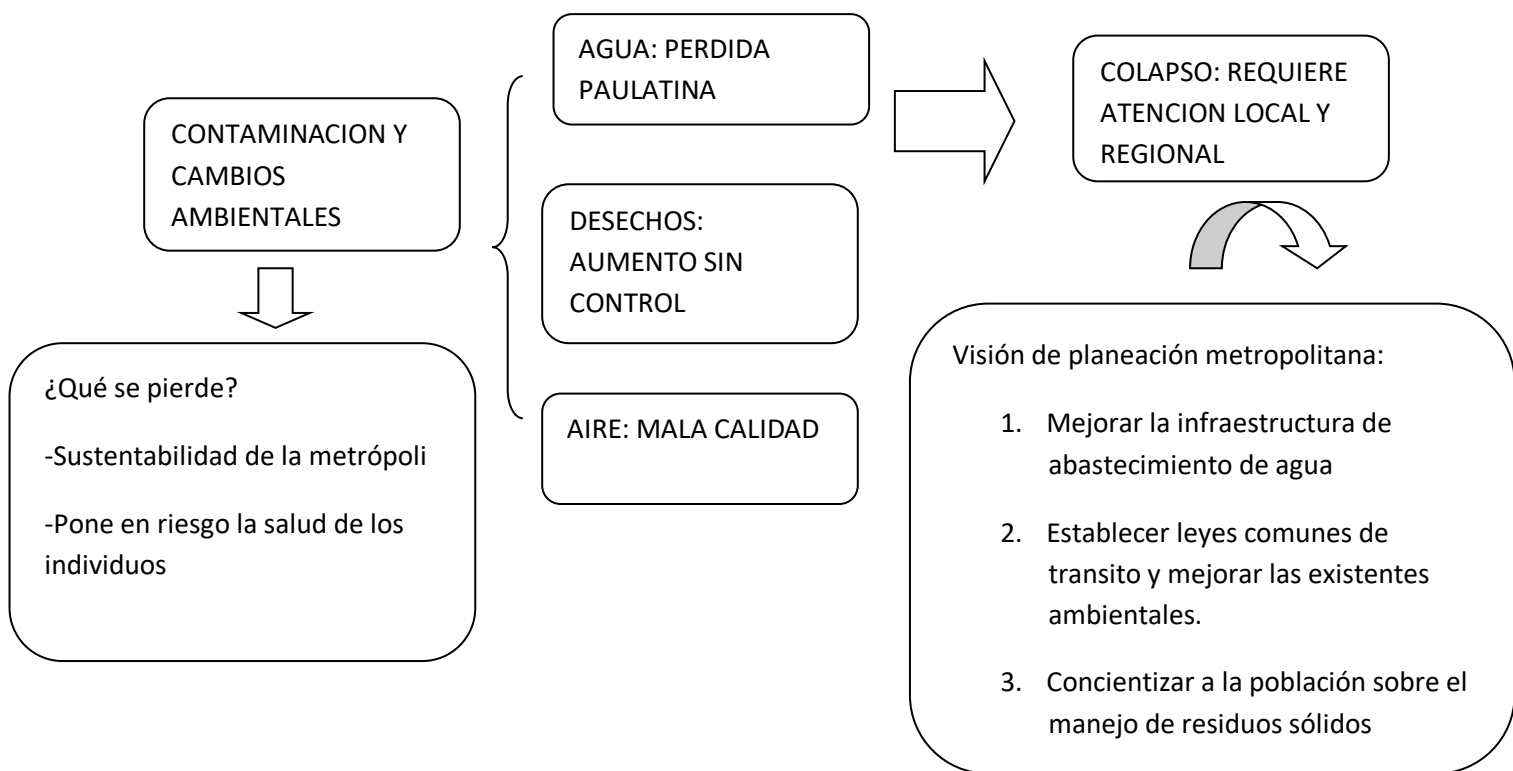 CONTAMINACION Y
CAMBIOS
AMBIENTALES
¿Qué se pierde?
-Sustentabilidad de la metrópoli
-Pone en riesgo la salud de los
individuos
AGUA: PERDIDA
PAULATINA
DESECHOS:
AUMENTO SIN
CONTROL
AIRE: MALA CALIDAD
COLAPSO: REQUIERE
ATENCION LOCAL Y
REGIONAL
Visión de planeación metropolitana:
1. Mejorar la infraestructura de
abastecimiento de agua
2. Establecer leyes comunes de
transito y mejorar las existentes
ambientales.
3. Concientizar a la población sobre el
manejo de residuos sólidos